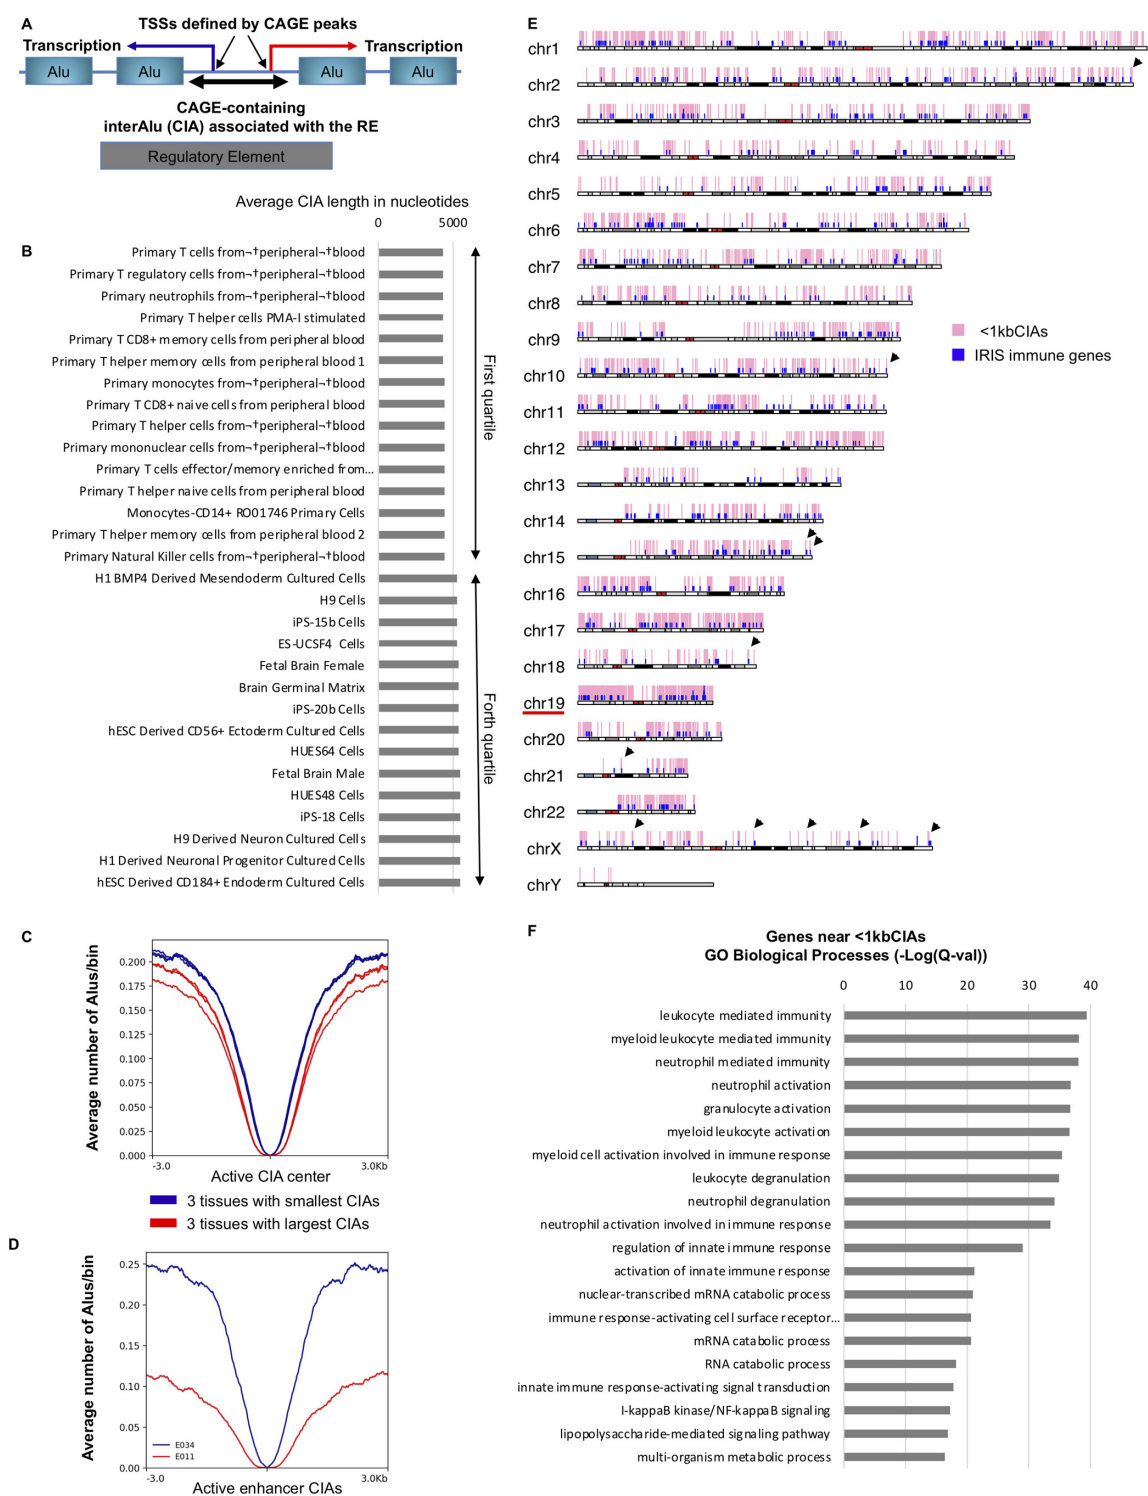 A
TSSs defined by CAGE peaks
Transcription
Transcription
Alu
Alu
Alu
Alu
CAGE-containing
interAlu (CIA) associated with the RE
Regulatory Element
Average CIA length in nucleotides
0
5000
B
Primary T cells from¬†peripheral¬†blood
Primary T regulatory cells from¬†peripheral¬†blood
Primary neutrophils from¬†peripheral¬†blood
Primary T helper cells PMA-I stimulated
Primary T CD8+ memory cells from peripheral blood
Primary T helper memory cells from peripheral blood 1
Primary monocytes from¬†peripheral¬†blood
Primary T CD8+ naive cells from peripheral blood
Primary T helper cells from¬†peripheral¬†blood
Primary mononuclear cells from¬†peripheral¬†blood
Primary T cells effector/memory enriched from...
Primary T helper naive cells from peripheral blood
Monocytes-CD14+ RO01746 Primary Cells
Primary T helper memory cells from peripheral blood 2
Primary Natural Killer cells from¬†peripheral¬†blood
H1 BMP4 Derived Mesendoderm Cultured Cells
H9 Cells
iPS-15b Cells
ES-UCSF4 Cells
Fetal Brain Female
Brain Germinal Matrix
iPS-20b Cells
hESC Derived CD56+ Ectoderm Cultured Cells
HUES64 Cells
Fetal Brain Male
HUES48 Cells
iPS-18 Cells
H9 Derived Neuron Cultured Cells
H1 Derived Neuronal Progenitor Cultured Cells
hESC Derived CD184+ Endoderm Cultured Cells
First quartile
Forth quartile
C
Average number of Alus/bin
0.200
0.175
0.150
0.125
0.100
0.075
0.050
0.025
0.000
-3.0
3.0Kb
Active CIA center
3 tissues with smallest CIAs
3 tissues with largest CIAs
D
Average number of Alus/bin
0.25
0.20
0.15
0.10
0.05
0.00
E034
E011
-3.0
3.0Kb
Active enhancer CIAs
E
chr1
chr2
chr3
chr4
chr5
chr6
chr7
chr8
chr9
chr10
chr11
chr12
chr13
chr14
chr15
chr16
chr17
chr18
chr19
chr20
chr21
chr22
chrX
chrY
<1kbCIAs
IRIS immune genes
F
Genes near <1kbCIAs
GO Biological Processes (-Log(Q-val))
0
10
20
30
40
leukocyte mediated immunity
myeloid leukocyte mediated immunity
neutrophil mediated immunity
neutrophil activation
granulocyte activation
myeloid leukocyte activation
myeloid cell activation involved in immune response
leukocyte degranulation
neutrophil degranulation
neutrophil activation involved in immune response
regulation of innate immune response
activation of innate immune response
nuclear-transcribed mRNA catabolic process
immune response-activating cell surface receptor...
mRNA catabolic process
RNA catabolic process
innate immune response-activating signal transduction
I-kappaB kinase/NF-kappaB signaling
lipopolysaccharide-mediated signaling pathway
multi-organism metabolic process